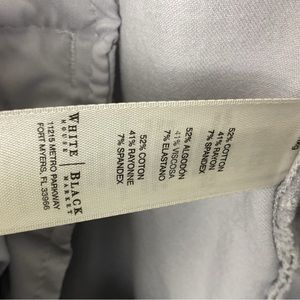 WHITE | BLACK
HOUSE | MARKET
11215 METRO PARKWAY
FORT MYERS, FL 33966
52% COTTON
41% RAYONNE
7% SPANDEX
52% ALGODÓN
41% VISCOSA
7% ELASTANO
52% COTTON
41% RAYON
7% SPANDEX